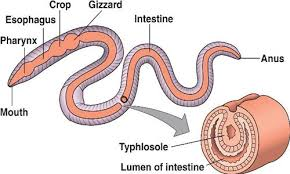 Crop
Gizzard
Esophagus
Intestine
Pharynx
Anus
Mouth
Typhlosole
Lumen of intestine